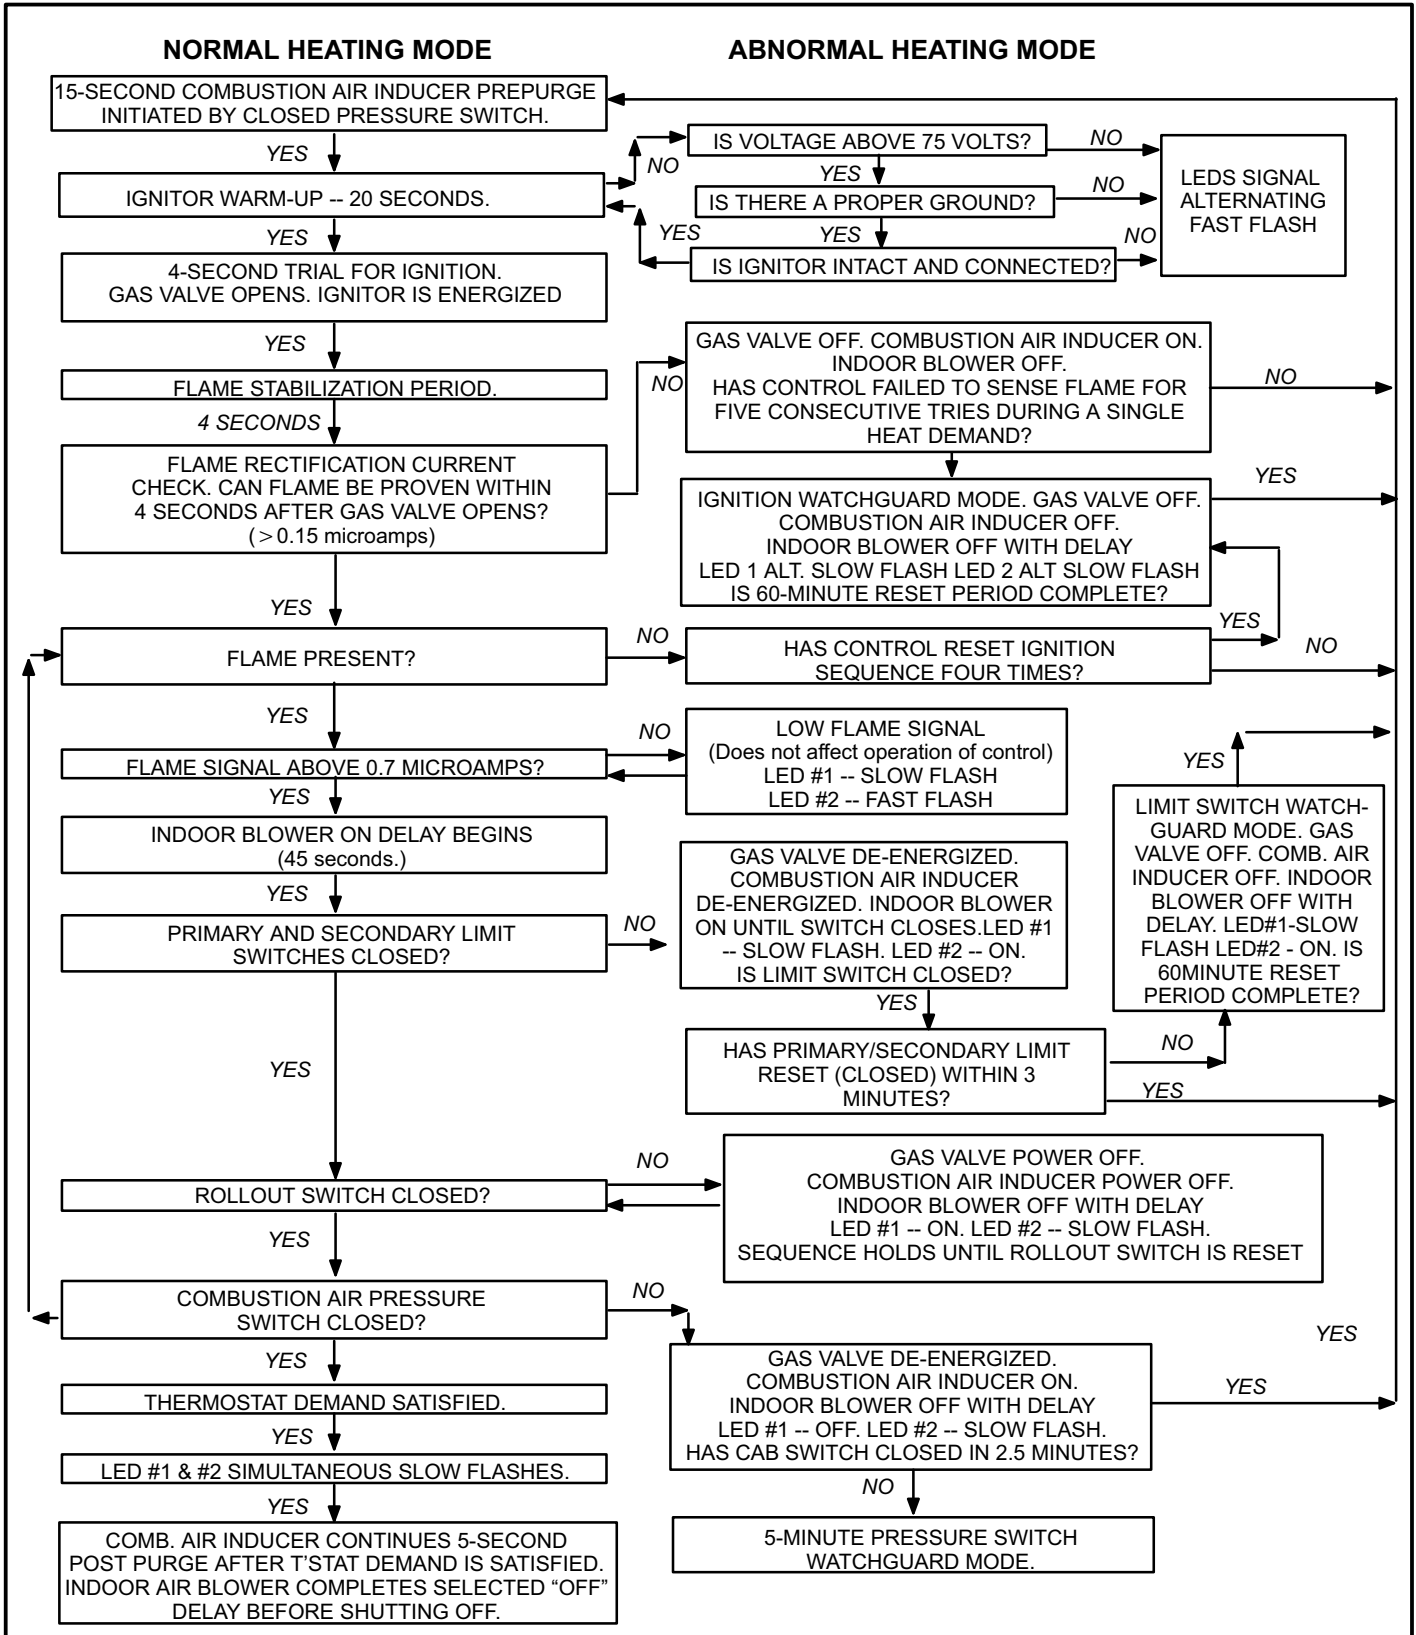 NORMAL HEATING MODE
ABNORMAL HEATING MODE
15-SECOND COMBUSTION AIR INDUCER PREPURGE
INITIATED BY CLOSED PRESSURE SWITCH.
YES
IGNITOR WARM-UP -- 20 SECONDS.
NO
IS VOLTAGE ABOVE 75 VOLTS?
NO
YES
IS THERE A PROPER GROUND?
NO
YES
YES
IS IGNITOR INTACT AND CONNECTED?
NO
LEDS SIGNAL
ALTERNATING
FAST FLASH
YES
4-SECOND TRIAL FOR IGNITION.
GAS VALVE OPENS. IGNITOR IS ENERGIZED
YES
FLAME STABILIZATION PERIOD.
4 SECONDS
FLAME RECTIFICATION CURRENT
CHECK. CAN FLAME BE PROVEN WITHIN
4 SECONDS AFTER GAS VALVE OPENS?
(>0.15 microamps)
NO
GAS VALVE OFF. COMBUSTION AIR INDUCER ON.
INDOOR BLOWER OFF.
HAS CONTROL FAILED TO SENSE FLAME FOR
FIVE CONSECUTIVE TRIES DURING A SINGLE
HEAT DEMAND?
NO
IGNITION WATCHGUARD MODE. GAS VALVE OFF.
COMBUSTION AIR INDUCER OFF.
INDOOR BLOWER OFF WITH DELAY
LED 1 ALT. SLOW FLASH LED 2 ALT SLOW FLASH
IS 60-MINUTE RESET PERIOD COMPLETE?
YES
YES
FLAME PRESENT?
NO
HAS CONTROL RESET IGNITION
SEQUENCE FOUR TIMES?
YES
NO
YES
FLAME SIGNAL ABOVE 0.7 MICROAMPS?
NO
LOW FLAME SIGNAL
(Does not affect operation of control)
LED #1 -- SLOW FLASH
LED #2 -- FAST FLASH
YES
INDOOR BLOWER ON DELAY BEGINS
(45 seconds.)
YES
PRIMARY AND SECONDARY LIMIT
SWITCHES CLOSED?
NO
GAS VALVE DE-ENERGIZED.
COMBUSTION AIR INDUCER
DE-ENERGIZED. INDOOR BLOWER
ON UNTIL SWITCH CLOSES.LED #1
-- SLOW FLASH. LED #2 -- ON.
IS LIMIT SWITCH CLOSED?
YES
HAS PRIMARY/SECONDARY LIMIT
RESET (CLOSED) WITHIN 3
MINUTES?
NO
YES
YES
LIMIT SWITCH WATCH-
GUARD MODE. GAS
VALVE OFF. COMB. AIR
INDUCER OFF. INDOOR
BLOWER OFF WITH
DELAY. LED#1-SLOW
FLASH LED#2 - ON. IS
60MINUTE RESET
PERIOD COMPLETE?
YES
ROLLOUT SWITCH CLOSED?
NO
GAS VALVE POWER OFF.
COMBUSTION AIR INDUCER POWER OFF.
INDOOR BLOWER OFF WITH DELAY
LED #1 -- ON. LED #2 -- SLOW FLASH.
SEQUENCE HOLDS UNTIL ROLLOUT SWITCH IS RESET
YES
COMBUSTION AIR PRESSURE
SWITCH CLOSED?
NO
GAS VALVE DE-ENERGIZED.
COMBUSTION AIR INDUCER ON.
INDOOR BLOWER OFF WITH DELAY
LED #1 -- OFF. LED #2 -- SLOW FLASH.
HAS CAB SWITCH CLOSED IN 2.5 MINUTES?
YES
YES
NO
5-MINUTE PRESSURE SWITCH
WATCHGUARD MODE.
YES
THERMOSTAT DEMAND SATISFIED.
YES
LED #1 & #2 SIMULTANEOUS SLOW FLASHES.
YES
COMB. AIR INDUCER CONTINUES 5-SECOND
POST PURGE AFTER T'STAT DEMAND IS SATISFIED.
INDOOR AIR BLOWER COMPLETES SELECTED “OFF”
DELAY BEFORE SHUTTING OFF.